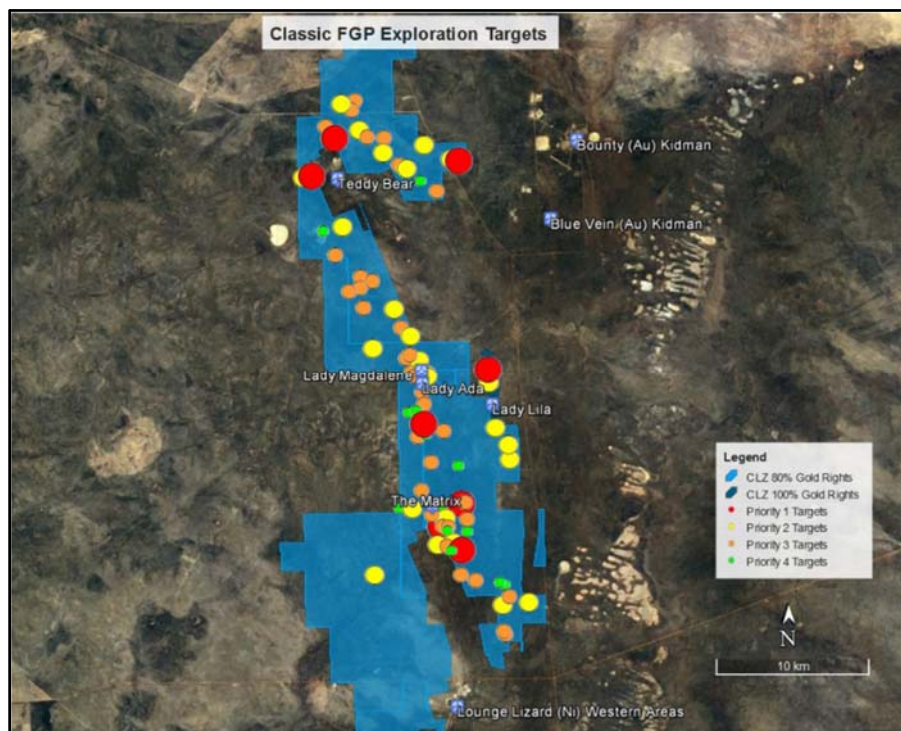 Classic FGP Exploration Targets
Bounty (Au) Kidman
Teddy Bear
Blue Vein (Au) Kidman
Lady Magdalene
Lady Ada
Lady Lila
The Matrix
Legend
CLZ 80% Gold Rights
CLZ 100% Gold Rights
Priority 1 Targets
Priority 2 Targets
Priority 3 Targets
Priority 4 Targets
N
10 km
Lounge Lizard (Ni) Western Areas